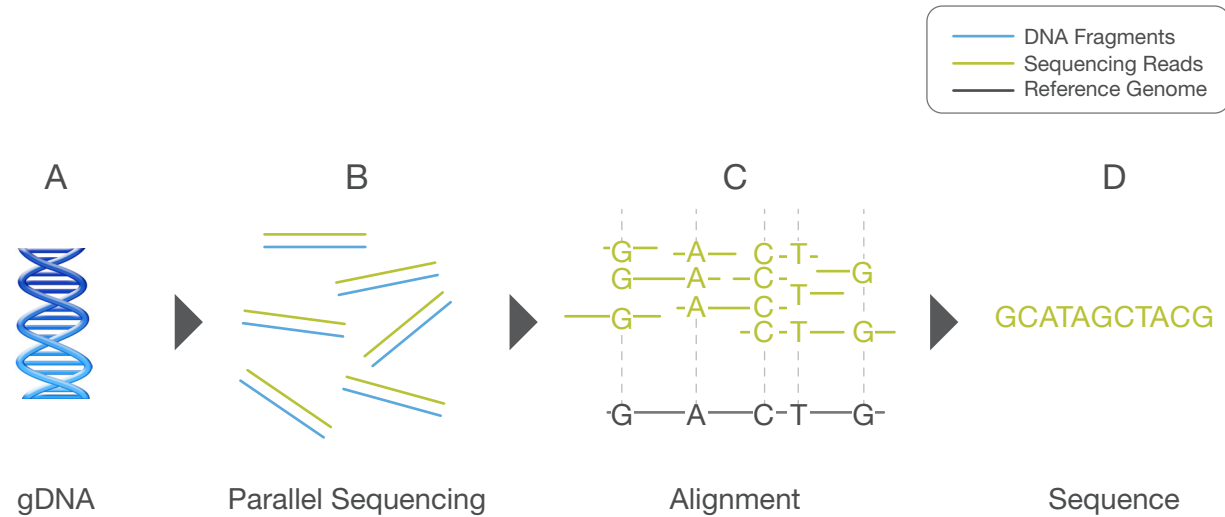 DNA Fragments
Sequencing Reads
Reference Genome
A
B
C
D
G A C T
G A C G
A C T
G C T G
G A C T G
GCATAGCTACG
gDNA
Parallel Sequencing
Alignment
Sequence